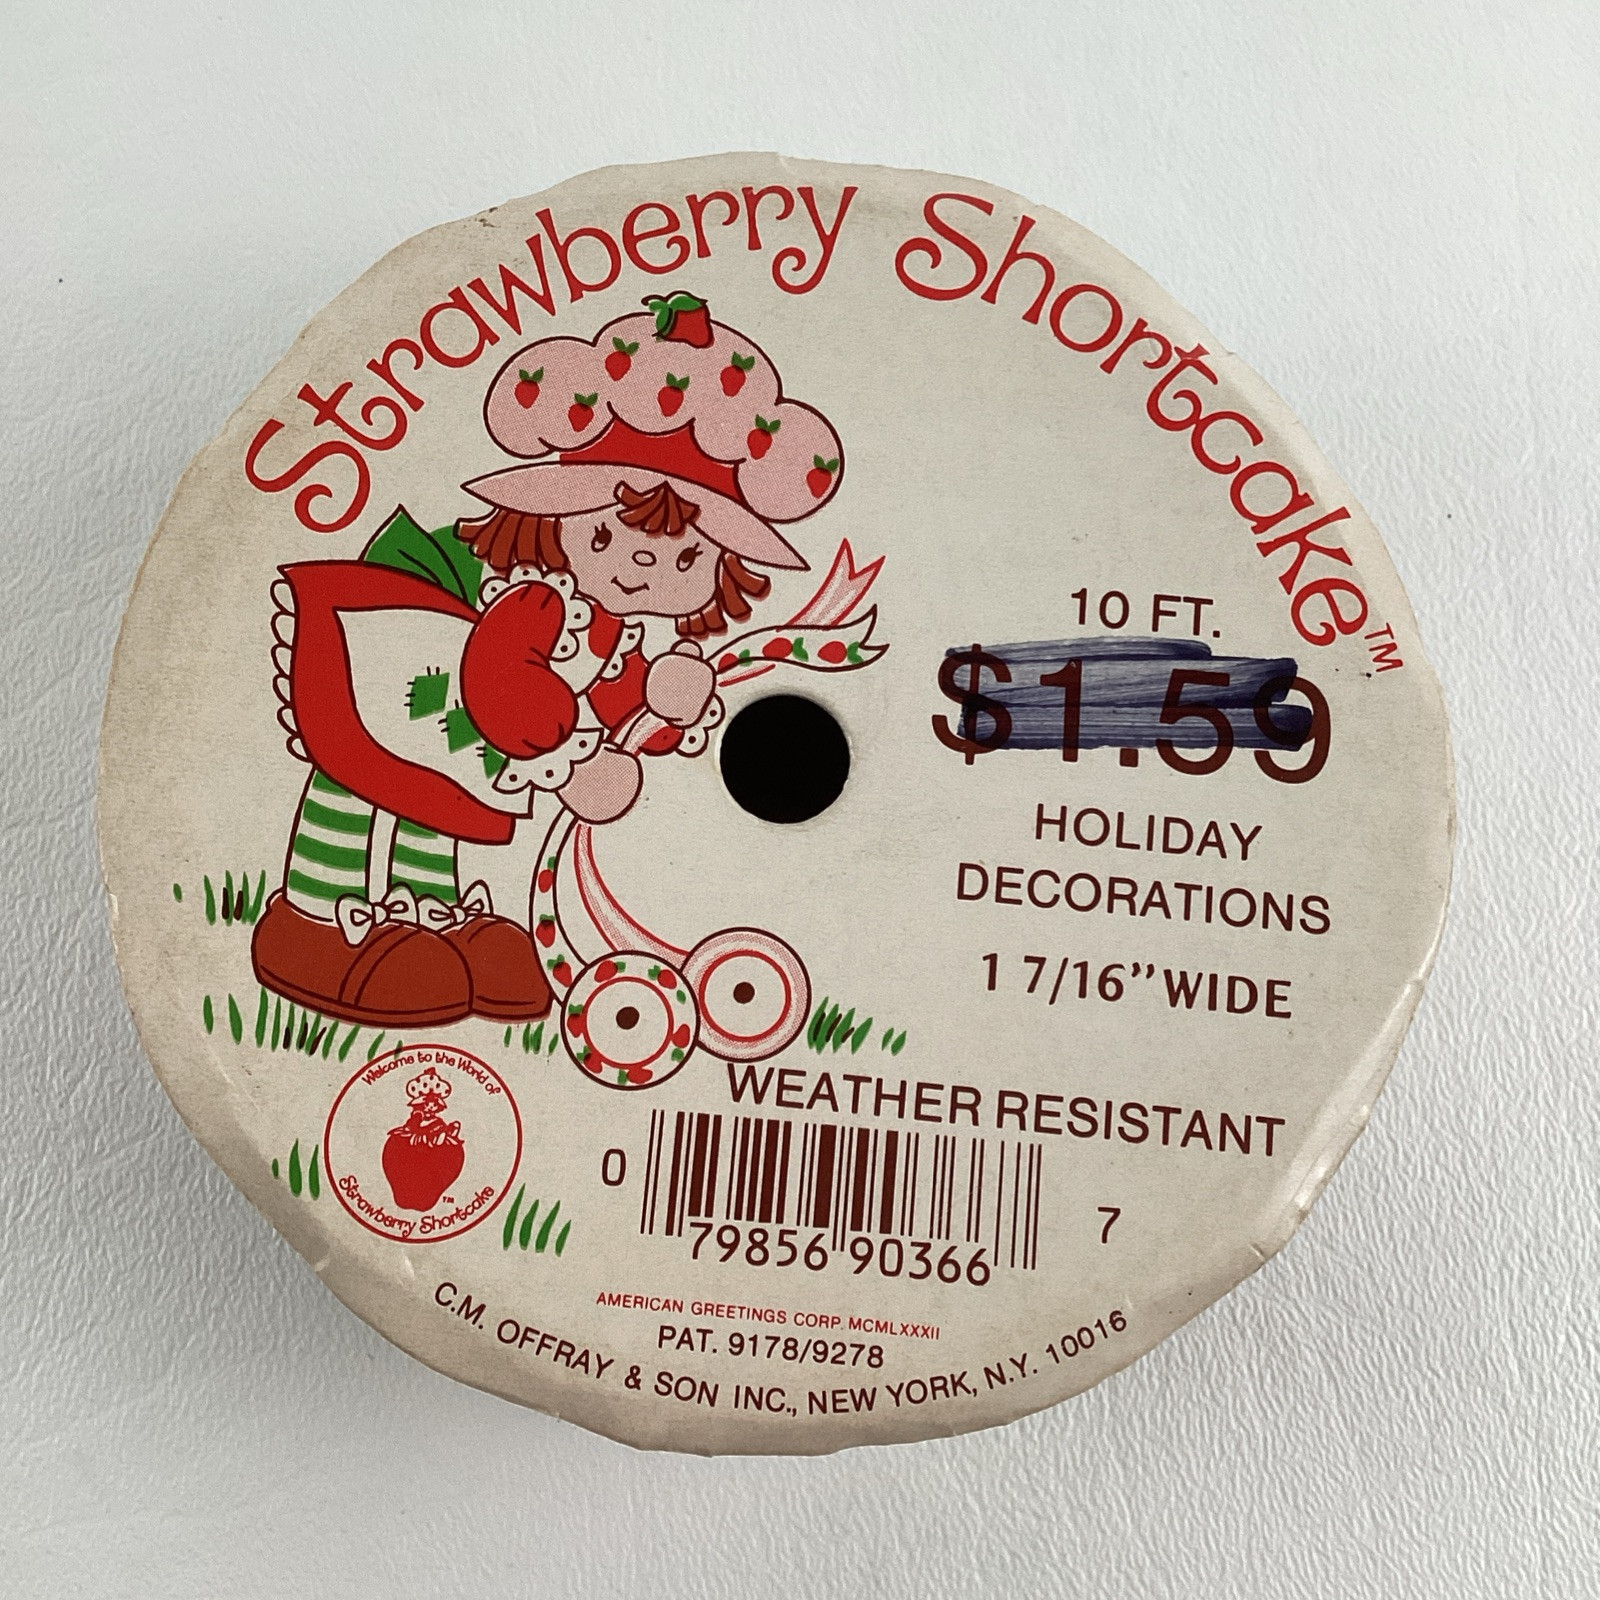 Strawberry Shortcake™
10 FT.
$1.59
HOLIDAY
DECORATIONS
1 7/16" WIDE
WEATHER RESISTANT
Welcome to the World of
Strawberry Shortcake
™
0 79856 90366 7
AMERICAN GREETINGS CORP. MCMLXXXII
PAT. 9178/9278
C.M. OFFRAY & SON INC., NEW YORK, N.Y. 10016